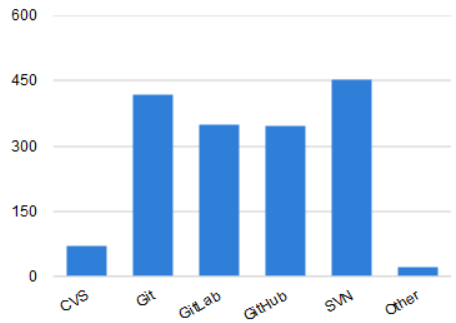 600
450
300
150
0
CVS
Git
GitLab
GitHub
SVN
Other